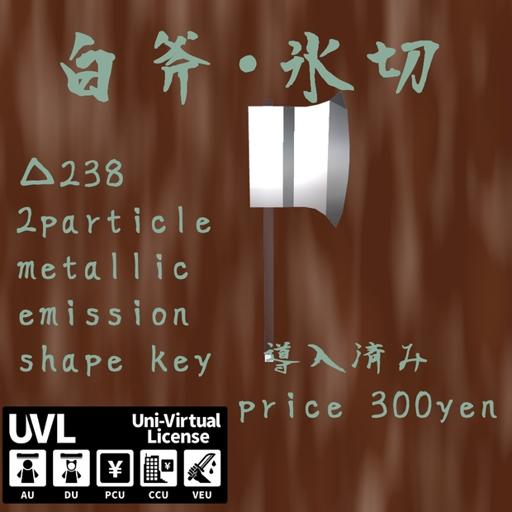 白斧・氷切
△238
2particle
metallic
emission
shape key
導入済み
price 300yen
UVL Uni-Virtual License
AU DU PCU CCU VEU